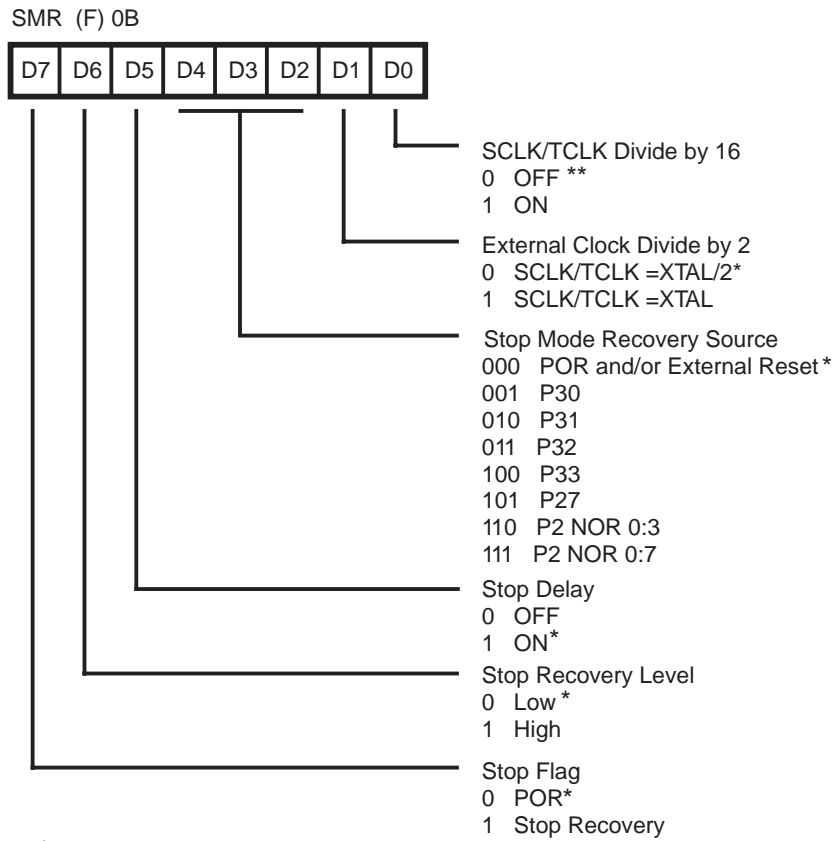 SMR (F) 0B
D7 D6 D5 D4 D3 D2 D1 D0
SCLK/TCLK Divide by 16
0 OFF **
1 ON
External Clock Divide by 2
0 SCLK/TCLK =XTAL/2*
1 SCLK/TCLK =XTAL
Stop Mode Recovery Source
000 POR and/or External Reset *
001 P30
010 P31
011 P32
100 P33
101 P27
110 P2 NOR 0:3
111 P2 NOR 0:7
Stop Delay
0 OFF
1 ON*
Stop Recovery Level
0 Low *
1 High
Stop Flag
0 POR*
1 Stop Recovery